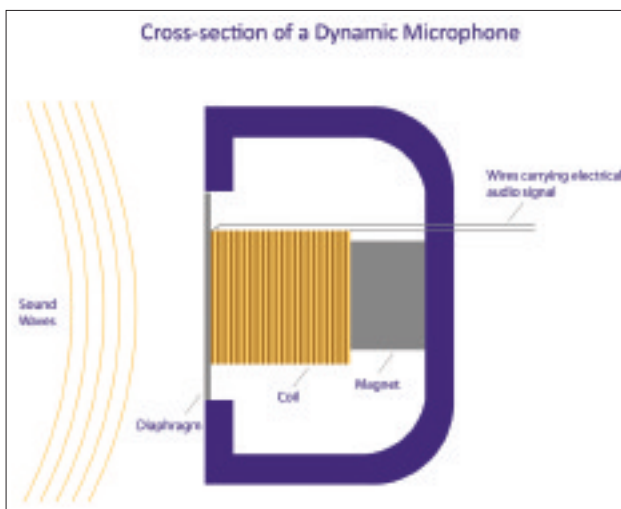 Cross-section of a Dynamic Microphone
Wires carrying electrical
audio signal
Sound
Waves
Magnet
Coil
Diaphragm